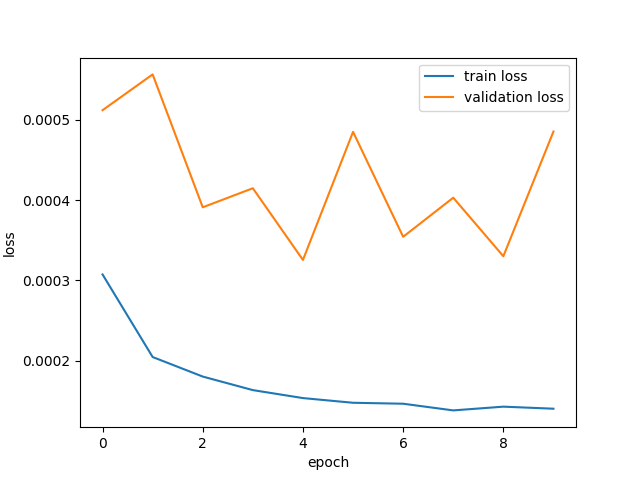 train loss
validation loss
0.0005
0.0004
0.0003
0.0002
loss
0 2 4 6 8
epoch